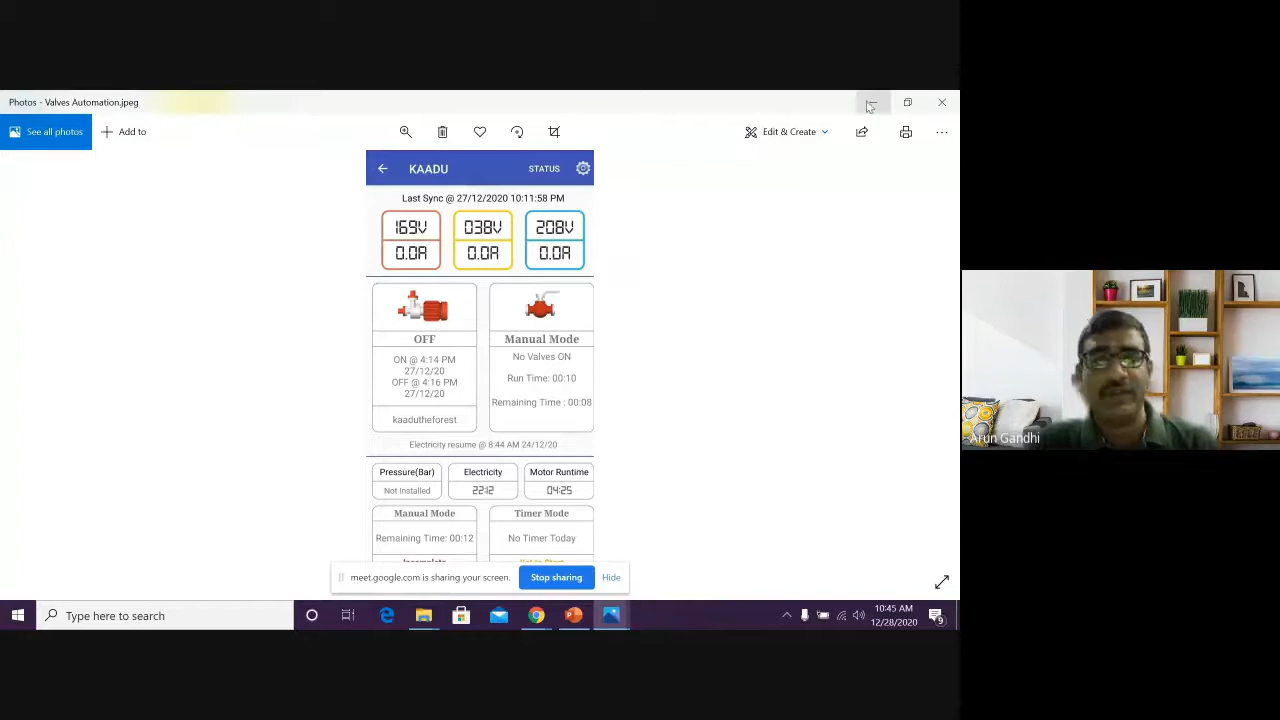 Photos - Valves Automation.jpeg
See all photos
Add to
Edit & Create
KAADU
STATUS
Last Sync @ 27/12/2020 10:11:58 PM
169V 038V 208V
0.0A 0.0A 0.0A
OFF
ON @ 4:14 PM
27/12/20
OFF @ 4:16 PM
27/12/20
kaadutheforest
Manual Mode
No Valves ON
Run Time: 00:10
Remaining Time : 00:08
Electricity resume @ 8:44 AM 24/12/20
Pressure(Bar) Electricity Motor Runtime
Not Installed 22:12 04:25
Manual Mode
Remaining Time: 00:12
Incomplete
Timer Mode
No Timer Today
meet.google.com is sharing your screen.
Stop sharing
Hide
Arun Gandhi
Type here to search
10:45 AM
12/28/2020
9